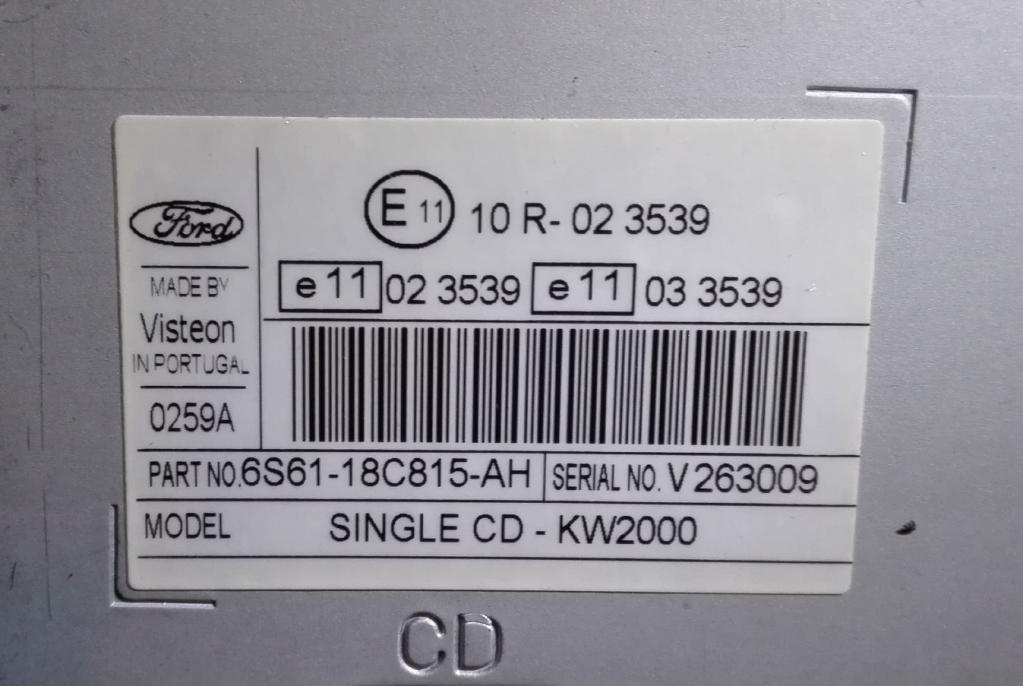 Ford
MADE BY
Visteon
IN PORTUGAL
0259A
E 11 10 R- 02 3539
e 11 02 3539 e 11 03 3539
PART NO. 6S61-18C815-AH SERIAL NO. V 263009
MODEL SINGLE CD - KW2000
CD